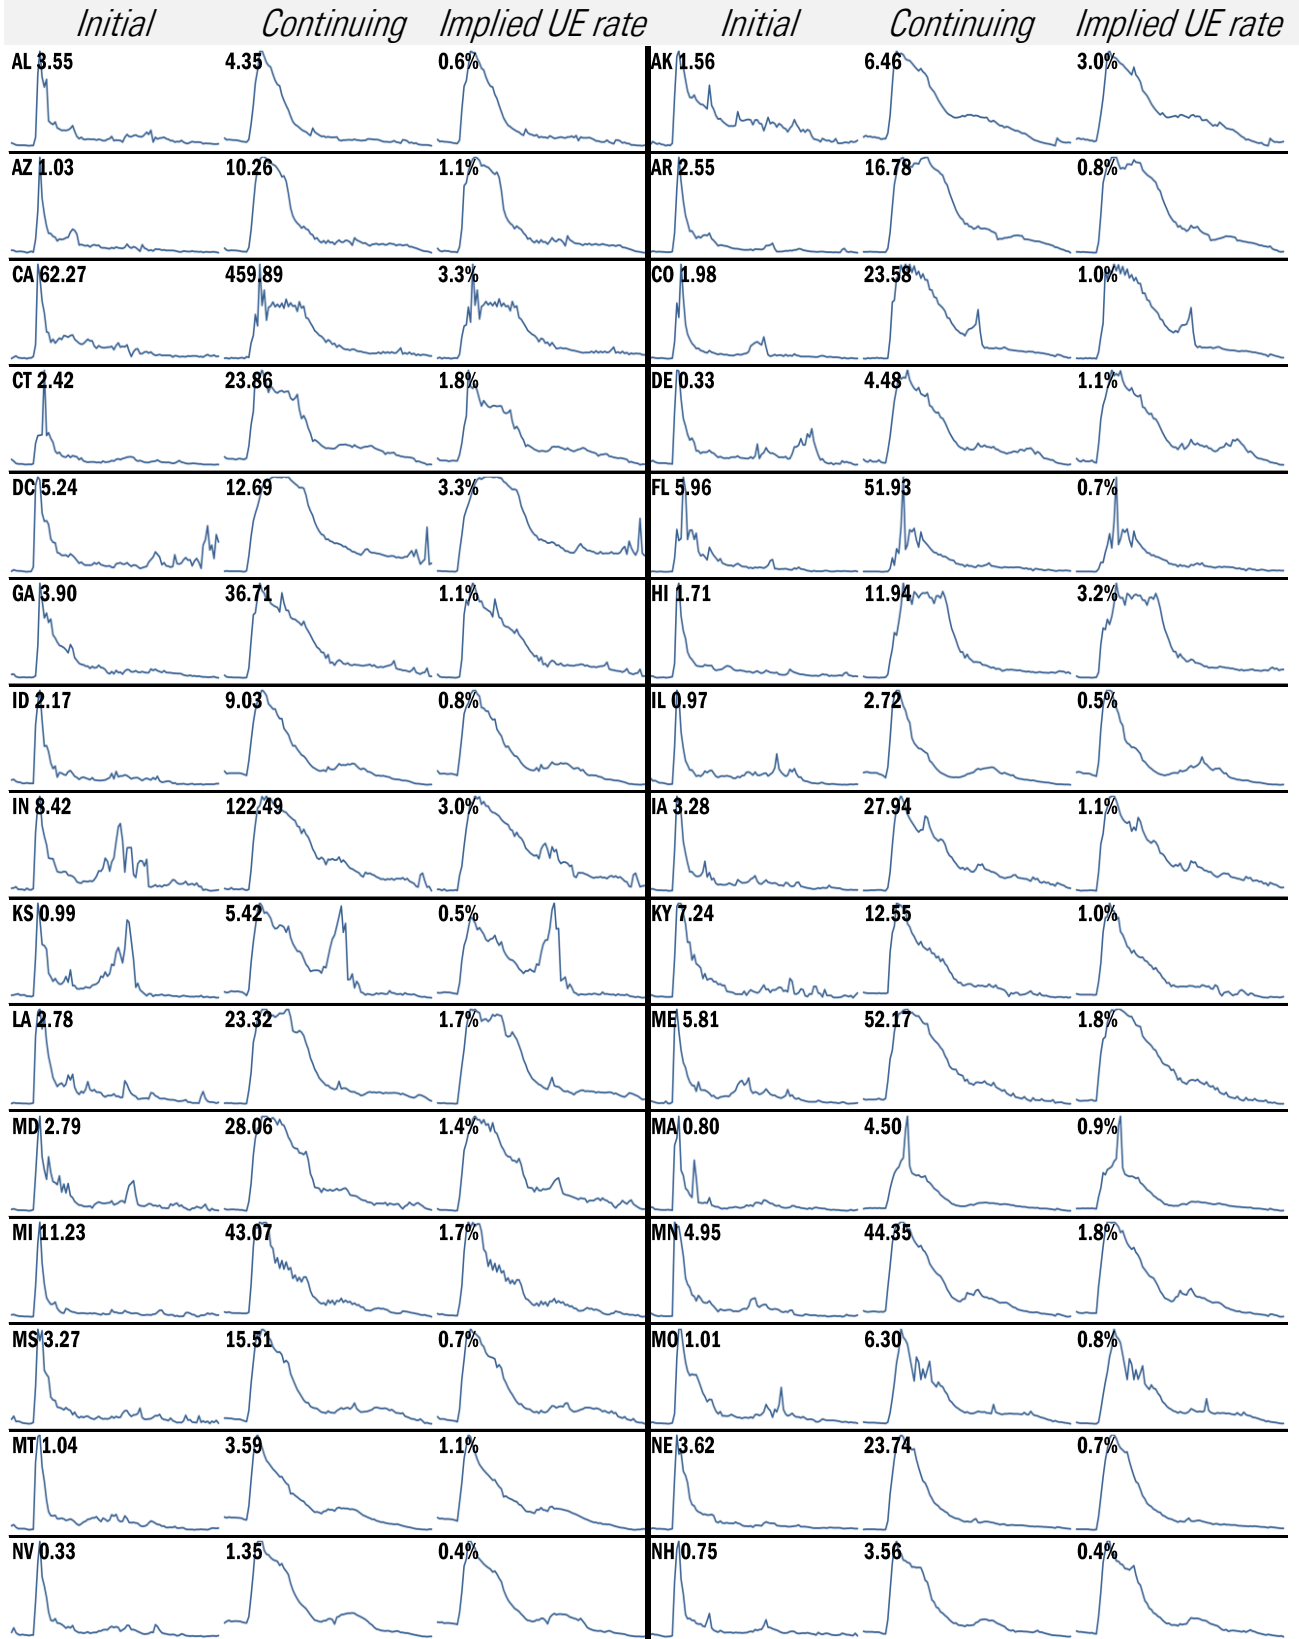 Initial Continuing Implied UE rate Initial Continuing Implied UE rate
AL 3.55 4.35 0.6% AK 1.56 6.46 3.0%
AZ 1.03 10.26 1.1% AR 2.55 16.78 0.8%
CA 62.27 459.89 3.3% CO 1.98 23.58 1.0%
CT 2.42 23.86 1.8% DE 0.33 4.48 1.1%
DC 5.24 12.69 3.3% FL 5.96 51.93 0.7%
GA 3.90 36.71 1.1% HI 1.71 11.94 3.2%
ID 2.17 9.03 0.8% IL 0.97 2.72 0.5%
IN 8.42 122.49 3.0% IA 3.28 27.94 1.1%
KS 0.99 5.42 0.5% KY 7.24 12.55 1.0%
LA 2.78 23.32 1.7% ME 5.81 52.17 1.8%
MD 2.79 28.06 1.4% MA 0.80 4.50 0.9%
MI 11.23 43.07 1.7% MN 4.95 44.35 1.8%
MS 3.27 15.51 0.7% MO 1.01 6.30 0.8%
MT 1.04 3.59 1.1% NE 3.62 23.74 0.7%
NV 0.33 1.35 0.4% NH 0.75 3.56 0.4%